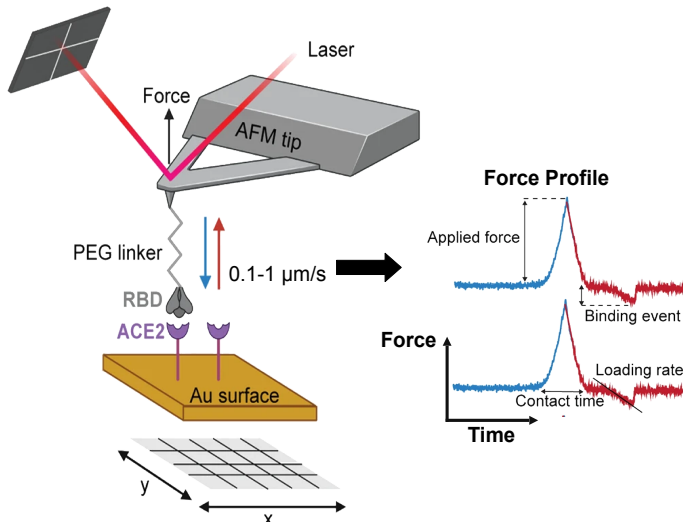 Laser
Force
AFM tip
PEG linker
0.1-1 µm/s
RBD
ACE2
Au surface
y
x
Force Profile
Applied force
Binding event
Force
Loading rate
Contact time
Time